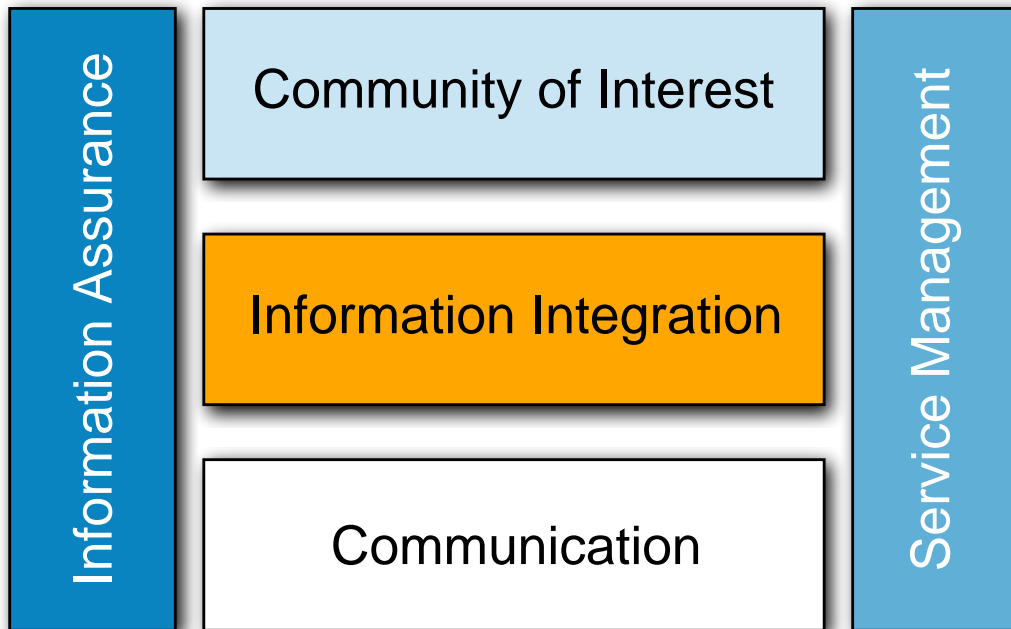 Information Assurance
Community of Interest
Information Integration
Communication
Service Management